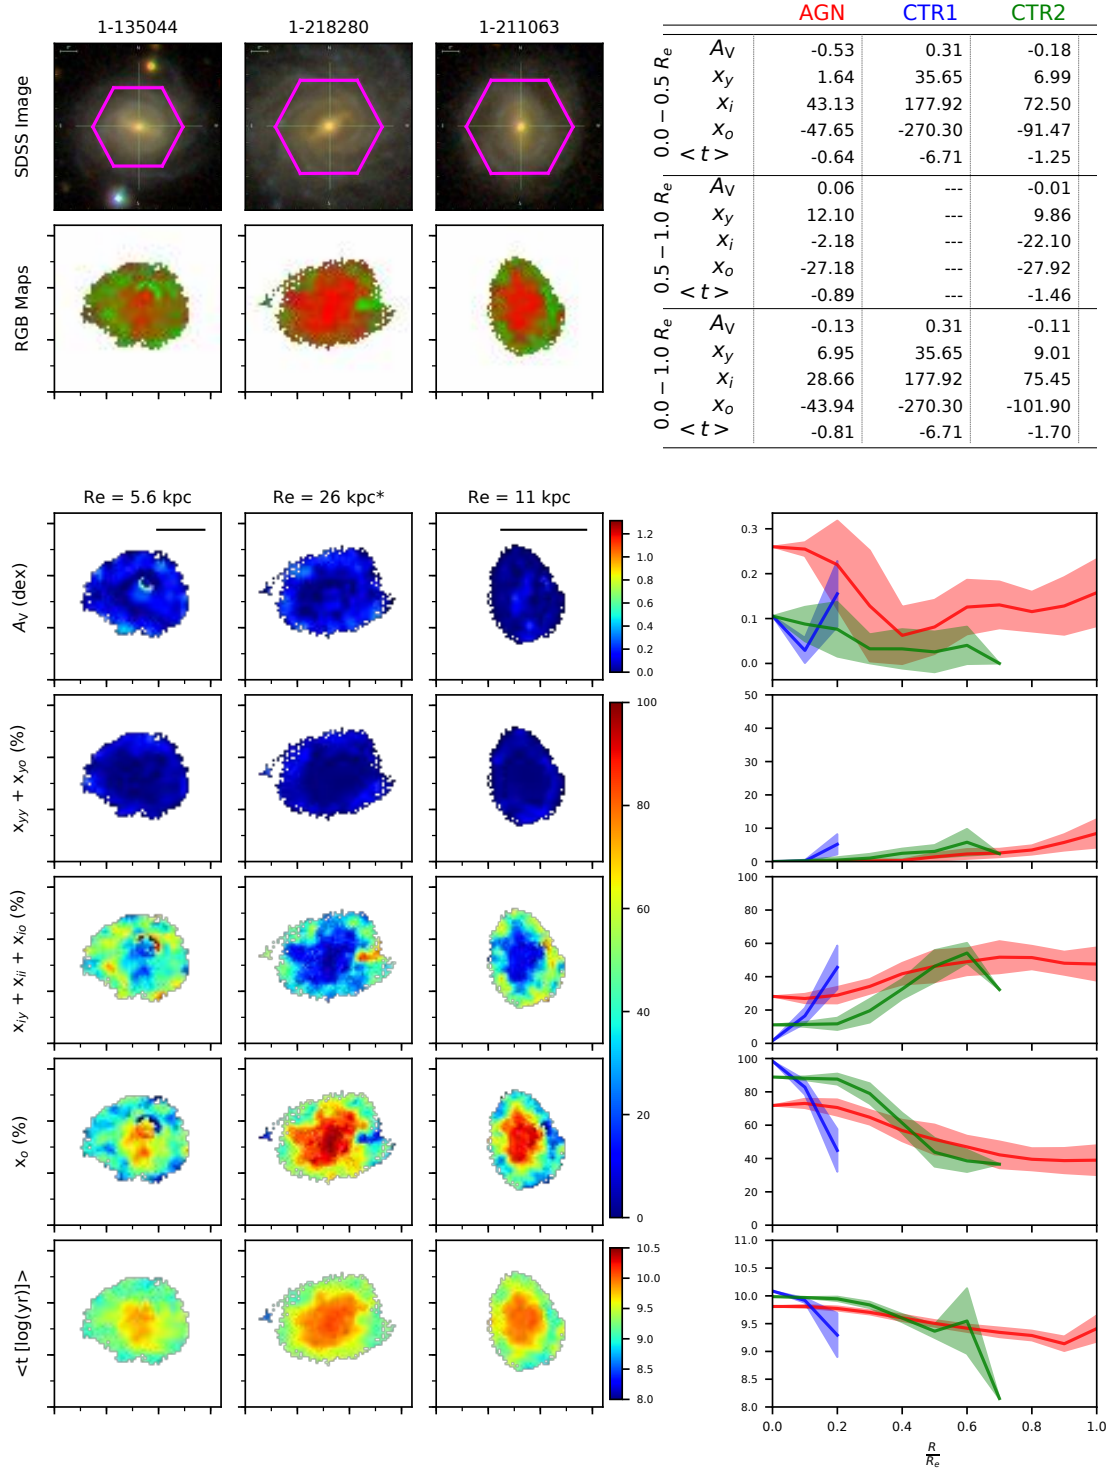 1-135044 1-218280 1-211063
SDSS Image
RGB Maps
AGN CTR1 CTR2
0.0 − 0.5 Re
AV -0.53 0.31 -0.18
xy 1.64 35.65 6.99
xi 43.13 177.92 72.50
xo -47.65 -270.30 -91.47
<t> -0.64 -6.71 -1.25
0.5 − 1.0 Re
AV 0.06 --- -0.01
xy 12.10 --- 9.86
xi -2.18 --- -22.10
xo -27.18 --- -27.92
<t> -0.89 --- -1.46
0.0 − 1.0 Re
AV -0.13 0.31 -0.11
xy 6.95 35.65 9.01
xi 28.66 177.92 75.45
xo -43.94 -270.30 -101.90
<t> -0.81 -6.71 -1.70
Re = 5.6 kpc Re = 26 kpc* Re = 11 kpc
AV (dex)
1.2
1.0
0.8
0.6
0.4
0.2
0.0
0.3
0.2
0.1
0.0
xyy + xyo (%)
100
80
60
40
20
0
50
40
30
20
10
0
xiy + xii + xio (%)
100
80
60
40
20
0
xo (%)
100
80
60
40
20
0
<t [log(yr)]>
10.5
10.0
9.5
9.0
8.5
8.0
11.0
10.5
10.0
9.5
9.0
8.5
8.0
0.0 0.2 0.4 0.6 0.8 1.0
R
Re